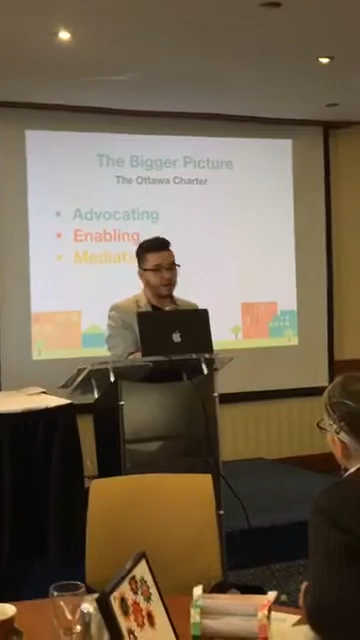 The Bigger Picture
The Ottawa Charter
• Advocating
• Enabling